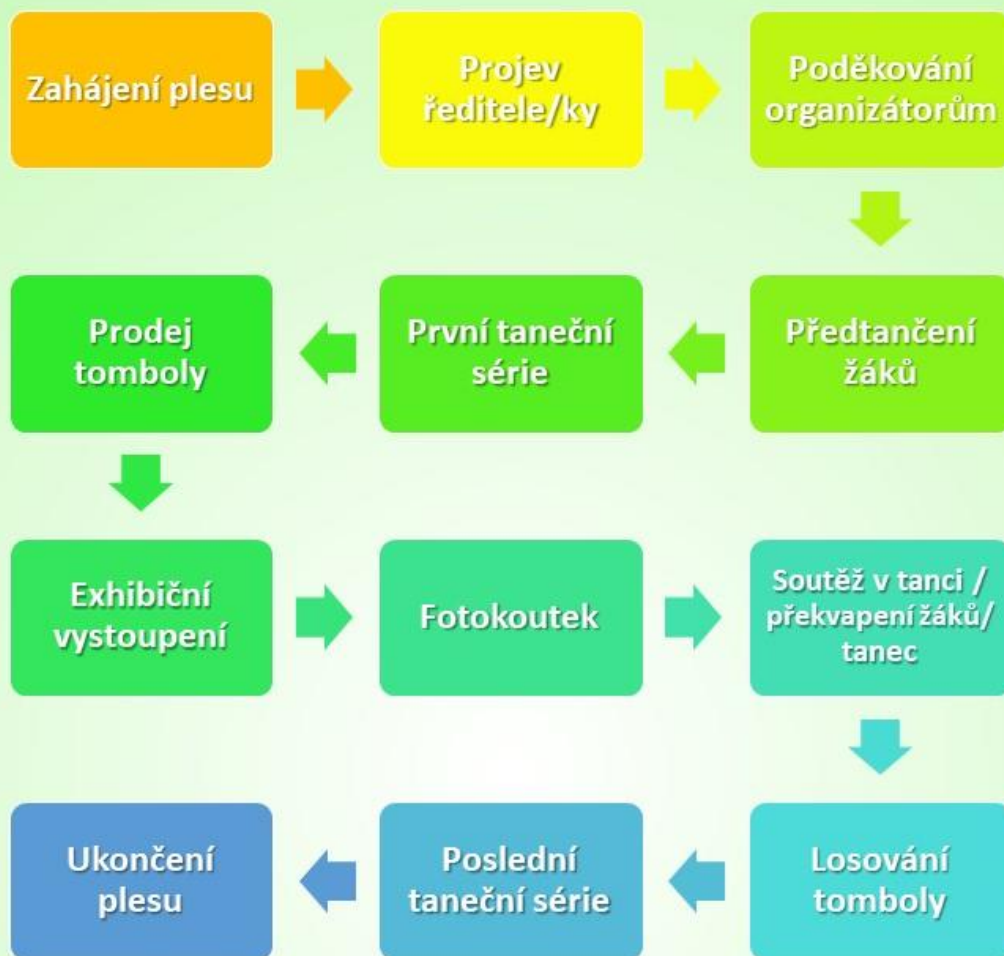 Zahájení plesu
Projev
ředitele/ky
Poděkování
organizátorům
Předtančení
žáků
První taneční
série
Prodej
tomboly
Exhibiční
vystoupení
Fotokoutek
Soutěž v tanci /
překvapení žáků/
tanec
Losování
tomboly
Poslední
taneční série
Ukončení
plesu